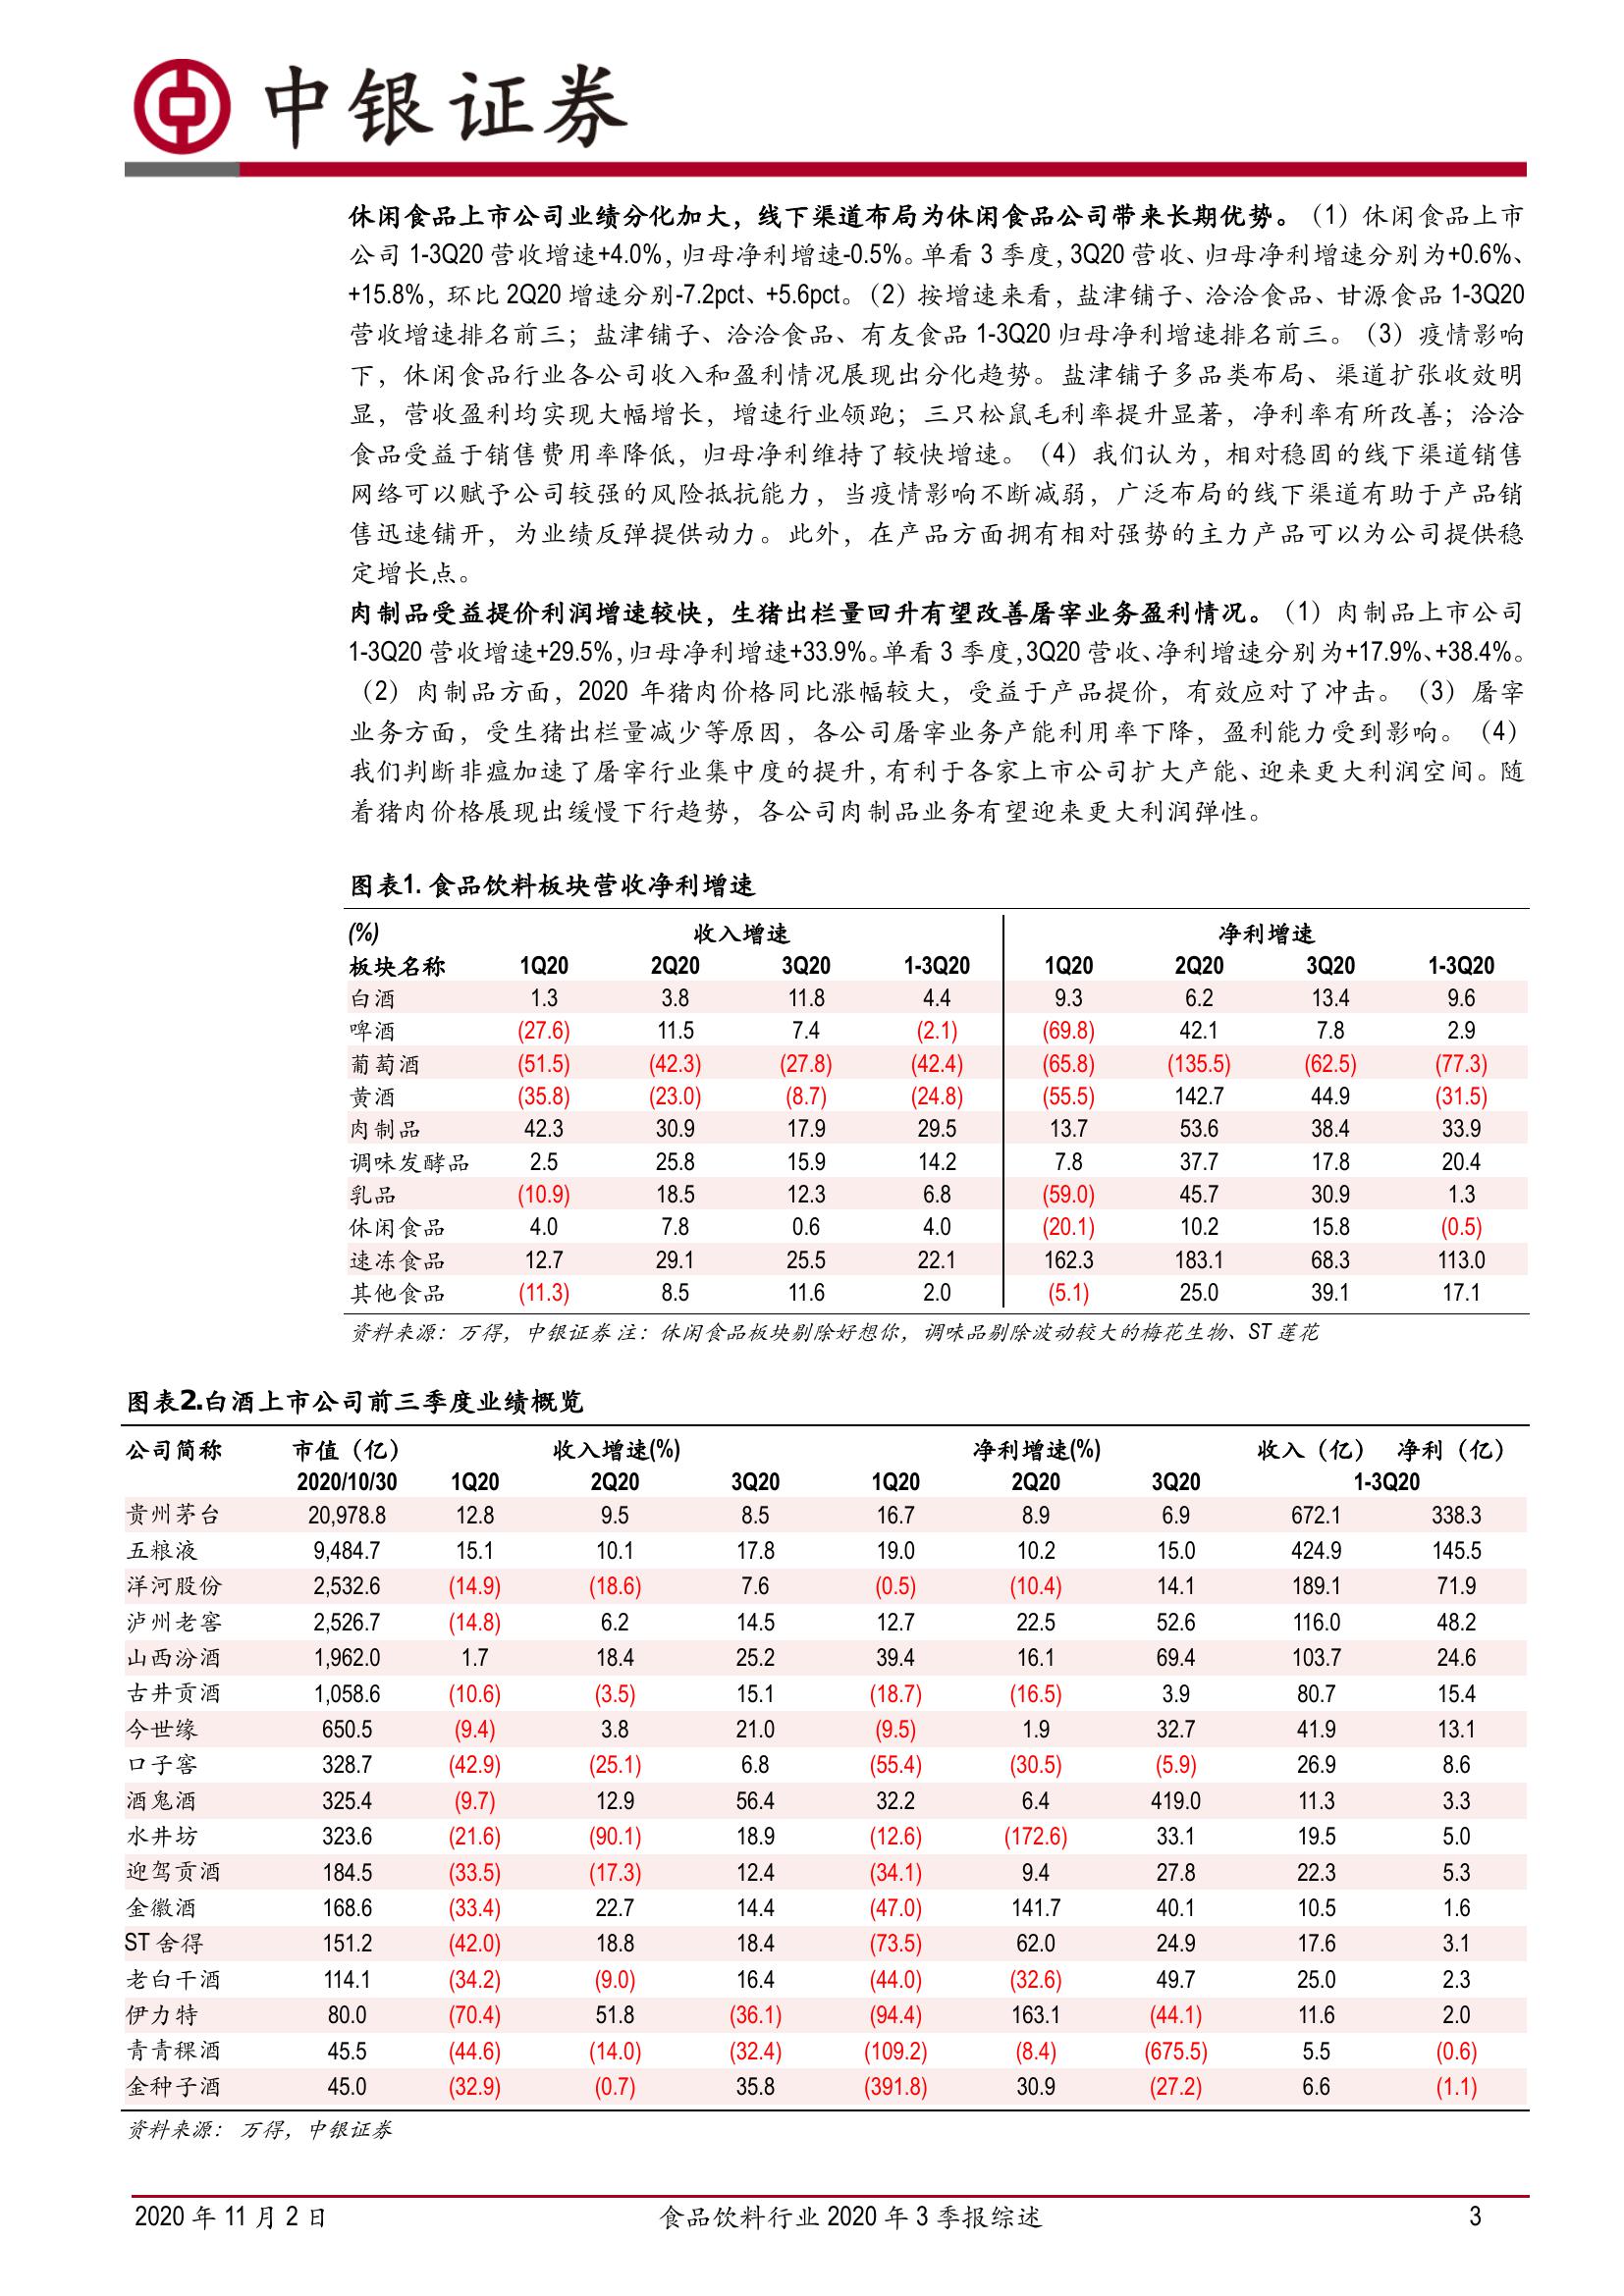 中银证券
休闲食品上市公司业绩分化加大，线下渠道布局为休闲食品公司带来长期优势。（1）休闲食品上市
公司 1-3Q20 营收增速+4.0%，归母净利增速-0.5%。单看 3 季度，3Q20 营收、归母净利增速分别为+0.6%、
+15.8%，环比 2Q20 增速分别-7.2pct、+5.6pct。（2）按增速来看，盐津铺子、洽洽食品、甘源食品 1-3Q20
营收增速排名前三；盐津铺子、洽洽食品、有友食品 1-3Q20 归母净利增速排名前三。（3）疫情影响
下，休闲食品行业各公司收入和盈利情况展现出分化趋势。盐津铺子多品类布局、渠道扩张收效明
显，营收盈利均实现大幅增长，增速行业领跑；三只松鼠毛利率提升显著，净利率有所改善；洽洽
食品受益于销售费用率降低，归母净利维持了较快增速。（4）我们认为，相对稳固的线下渠道销售
网络可以赋予公司较强的风险抵抗能力，当疫情影响不断减弱，广泛布局的线下渠道有助于产品销
售迅速铺开，为业绩反弹提供动力。此外，在产品方面拥有相对强势的主力产品可以为公司提供稳
定增长点。
肉制品受益提价利润增速较快，生猪出栏量回升有望改善屠宰业务盈利情况。（1）肉制品上市公司
1-3Q20 营收增速+29.5%，归母净利增速+33.9%。单看 3 季度，3Q20 营收、净利增速分别为+17.9%、+38.4%。
（2）肉制品方面，2020 年猪肉价格同比涨幅较大，受益于产品提价，有效应对了冲击。（3）屠宰
业务方面，受生猪出栏量减少等原因，各公司屠宰业务产能利用率下降，盈利能力受到影响。（4）
我们判断非瘟加速了屠宰行业集中度的提升，有利于各家上市公司扩大产能、迎来更大利润空间。随
着猪肉价格展现出缓慢下行趋势，各公司肉制品业务有望迎来更大利润弹性。
图表1. 食品饮料板块营收净利增速
(%) 收入增速 净利增速
板块名称 1Q20 2Q20 3Q20 1-3Q20 1Q20 2Q20 3Q20 1-3Q20
白酒 1.3 3.8 11.8 4.4 9.3 6.2 13.4 9.6
啤酒 (27.6) 11.5 7.4 (2.1) (69.8) 42.1 7.8 2.9
葡萄酒 (51.5) (42.3) (27.8) (42.4) (65.8) (135.5) (62.5) (77.3)
黄酒 (35.8) (23.0) (8.7) (24.8) (55.5) 142.7 44.9 (31.5)
肉制品 42.3 30.9 17.9 29.5 13.7 53.6 38.4 33.9
调味发酵品 2.5 25.8 15.9 14.2 7.8 37.7 17.8 20.4
乳品 (10.9) 18.5 12.3 6.8 (59.0) 45.7 30.9 1.3
休闲食品 4.0 7.8 0.6 4.0 (20.1) 10.2 15.8 (0.5)
速冻食品 12.7 29.1 25.5 22.1 162.3 183.1 68.3 113.0
其他食品 (11.3) 8.5 11.6 2.0 (5.1) 25.0 39.1 17.1
资料来源：万得，中银证券 注：休闲食品板块剔除好想你，调味品剔除波动较大的梅花生物、ST 莲花
图表2.白酒上市公司前三季度业绩概览
公司简称 市值（亿） 收入增速(%) 净利增速(%) 收入（亿） 净利（亿）
2020/10/30 1Q20 2Q20 3Q20 1Q20 2Q20 3Q20 1-3Q20
贵州茅台 20,978.8 12.8 9.5 8.5 16.7 8.9 6.9 672.1 338.3
五粮液 9,484.7 15.1 10.1 17.8 19.0 10.2 15.0 424.9 145.5
洋河股份 2,532.6 (14.9) (18.6) 7.6 (0.5) (10.4) 14.1 189.1 71.9
泸州老窖 2,526.7 (14.8) 6.2 14.5 12.7 22.5 52.6 116.0 48.2
山西汾酒 1,962.0 1.7 18.4 25.2 39.4 16.1 69.4 103.7 24.6
古井贡酒 1,058.6 (10.6) (3.5) 15.1 (18.7) (16.5) 3.9 80.7 15.4
今世缘 650.5 (9.4) 3.8 21.0 (9.5) 1.9 32.7 41.9 13.1
口子窖 328.7 (42.9) (25.1) 6.8 (55.4) (30.5) (5.9) 26.9 8.6
酒鬼酒 325.4 (9.7) 12.9 56.4 32.2 6.4 419.0 11.3 3.3
水井坊 323.6 (21.6) (90.1) 18.9 (12.6) (172.6) 33.1 19.5 5.0
迎驾贡酒 184.5 (33.5) (17.3) 12.4 (34.1) 9.4 27.8 22.3 5.3
金徽酒 168.6 (33.4) 22.7 14.4 (47.0) 141.7 40.1 10.5 1.6
ST 舍得 151.2 (42.0) 18.8 18.4 (73.5) 62.0 24.9 17.6 3.1
老白干酒 114.1 (34.2) (9.0) 16.4 (44.0) (32.6) 49.7 25.0 2.3
伊力特 80.0 (70.4) 51.8 (36.1) (94.4) 163.1 (44.1) 11.6 2.0
青青稞酒 45.5 (44.6) (14.0) (32.4) (109.2) (8.4) (675.5) 5.5 (0.6)
金种子酒 45.0 (32.9) (0.7) 35.8 (391.8) 30.9 (27.2) 6.6 (1.1)
资料来源： 万得，中银证券
2020 年 11 月 2 日 食品饮料行业 2020 年 3 季报综述 3